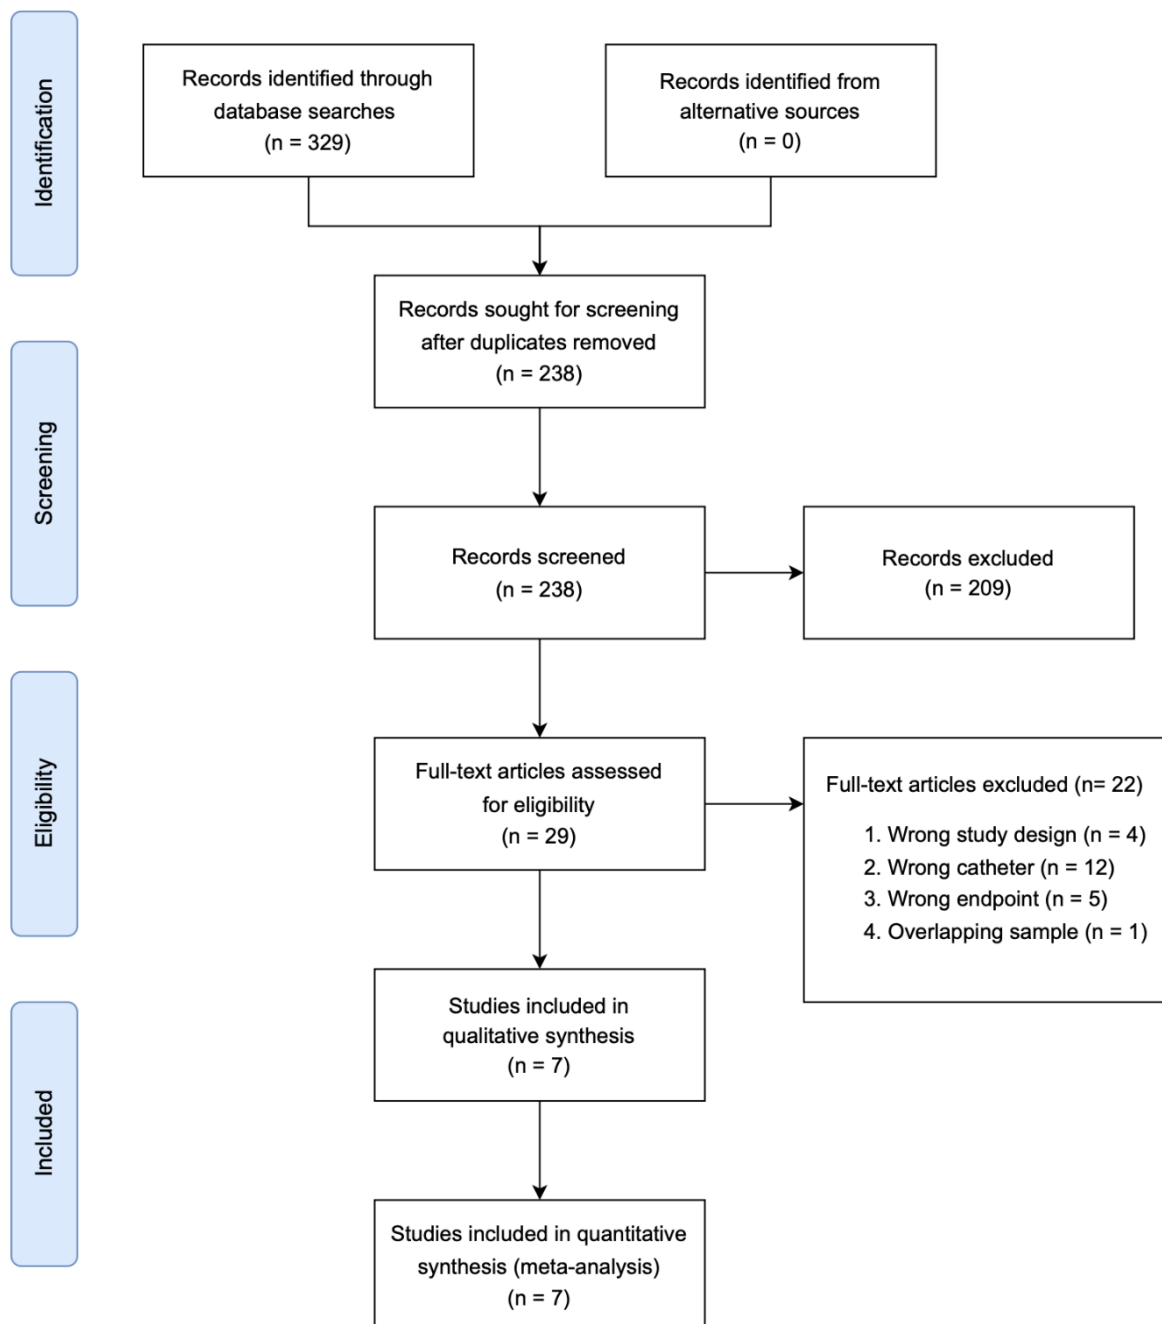 Identification
Records identified through
database searches
(n = 329)
Records identified from
alternative sources
(n = 0)
Records sought for screening
after duplicates removed
(n = 238)
Screening
Records screened
(n = 238)
Records excluded
(n = 209)
Eligibility
Full-text articles assessed
for eligibility
(n = 29)
Full-text articles excluded (n= 22)
1. Wrong study design (n = 4)
2. Wrong catheter (n = 12)
3. Wrong endpoint (n = 5)
4. Overlapping sample (n = 1)
Included
Studies included in
qualitative synthesis
(n = 7)
Studies included in quantitative
synthesis (meta-analysis)
(n = 7)